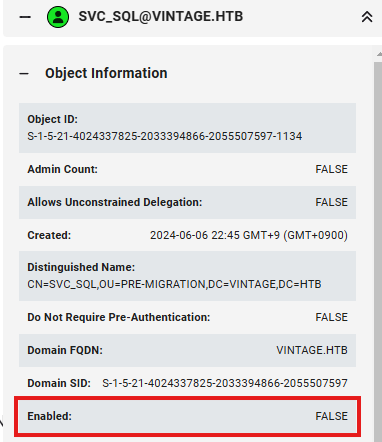 SVC_SQL@VINTAGE.HTB
Object Information
Object ID:
S-1-5-21-4024337825-2033394866-2055507597-1134
Admin Count: FALSE
Allows Unconstrained Delegation: FALSE
Created: 2024-06-06 22:45 GMT+9 (GMT+0900)
Distinguished Name:
CN=SVC_SQL,OU=PRE-MIGRATION,DC=VINTAGE,DC=HTB
Do Not Require Pre-Authentication: FALSE
Domain FQDN: VINTAGE.HTB
Domain SID: S-1-5-21-4024337825-2033394866-2055507597
Enabled: FALSE